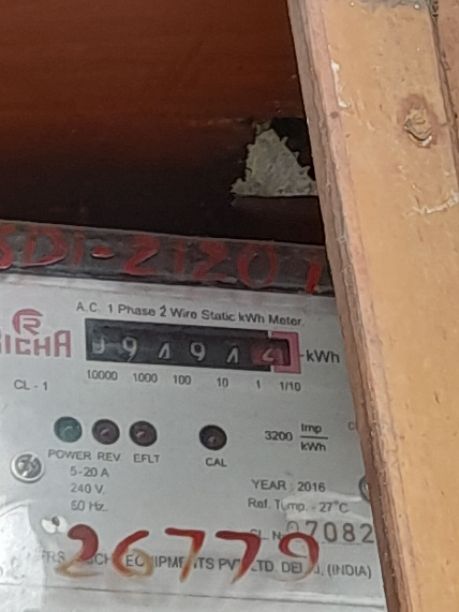 SDI-21201
A.C. 1 Phase 2 Wire Static kWh Meter
RICHA
kWh
10000 1000 100 10 1 1/10
CL - 1
3200 Imp
kWh
POWER REV. EFLT
CAL
5-20 A
240 V.
50 Hz.
YEARː 2016
Ref. Temp. - 27°C
7082
26779
LTD. (INDIA)